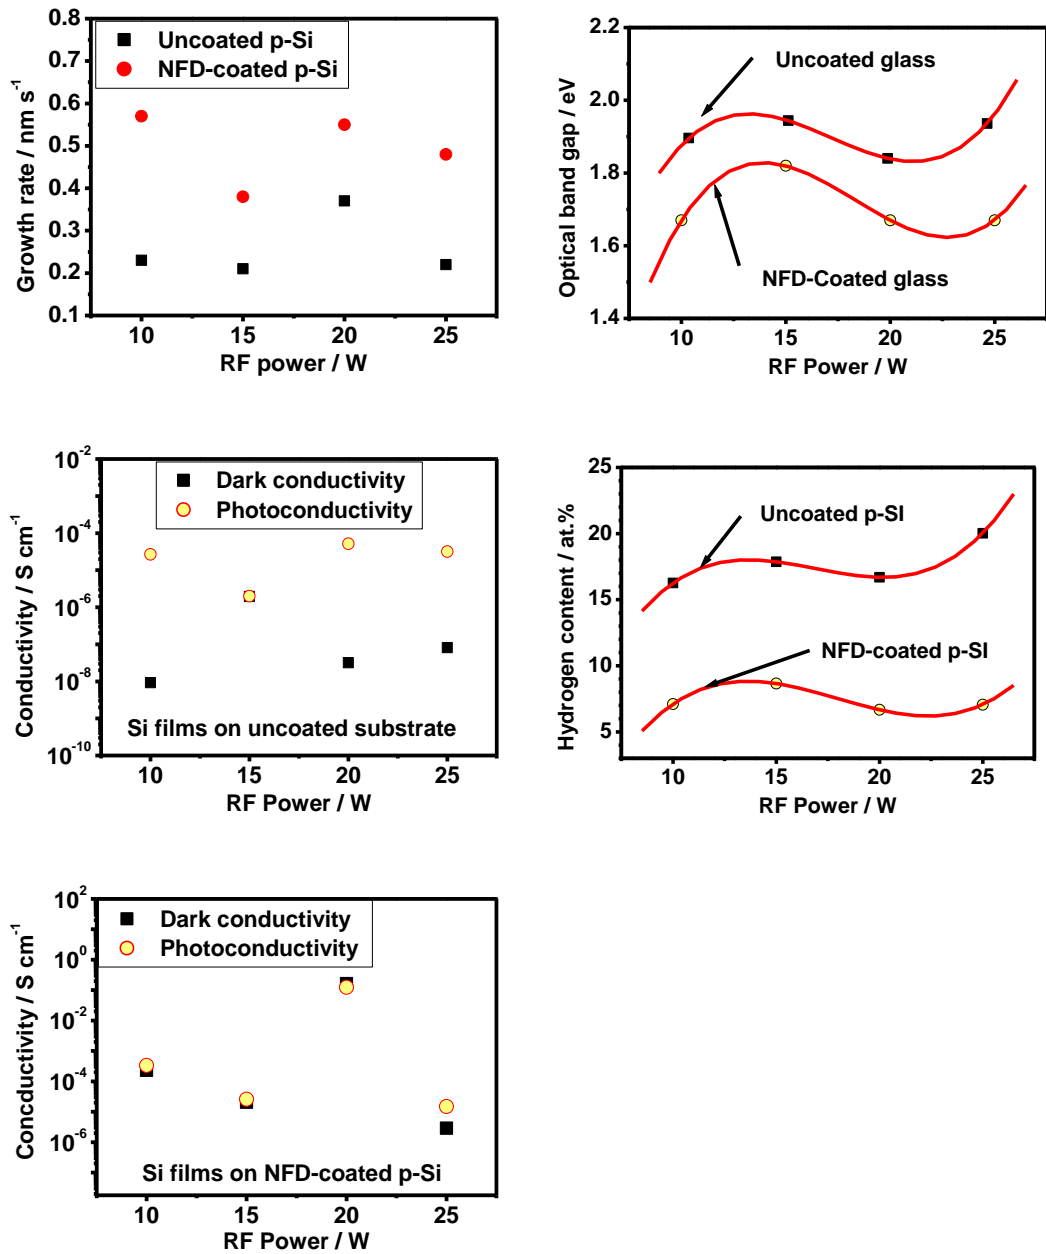 0.8
0.7
0.6
0.5
0.4
0.3
0.2
0.1
Growth rate / nm s⁻¹
Uncoated p-Si
NFD-coated p-Si
10 15 20 25
RF power / W
2.2
2.0
1.8
1.6
1.4
Optical band gap / eV
Uncoated glass
NFD-Coated glass
10 15 20 25
RF Power / W
10⁻²
10⁻⁴
10⁻⁶
10⁻⁸
10⁻¹⁰
Conductivity / S cm⁻¹
Dark conductivity
Photoconductivity
Si films on uncoated substrate
10 15 20 25
RF Power / W
25
20
15
10
5
Hydrogen content / at.%
Uncoated p-SI
NFD-coated p-SI
10 15 20 25
RF Power / W
10²
10⁰
10⁻²
10⁻⁴
10⁻⁶
Concductivity / S cm⁻¹
Dark conductivity
Photoconductivity
Si films on NFD-coated p-Si
10 15 20 25
RF Power / W